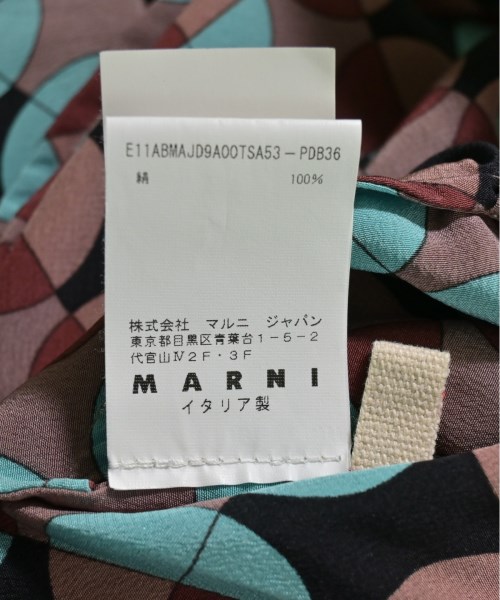 E11ABMAJD9A00TSA53-PDB36
絹 100%
株式会社 マルニ ジャパン
東京都目黒区青葉台1-5-2
代官山Ⅳ2F・3F
MARNI
イタリア製